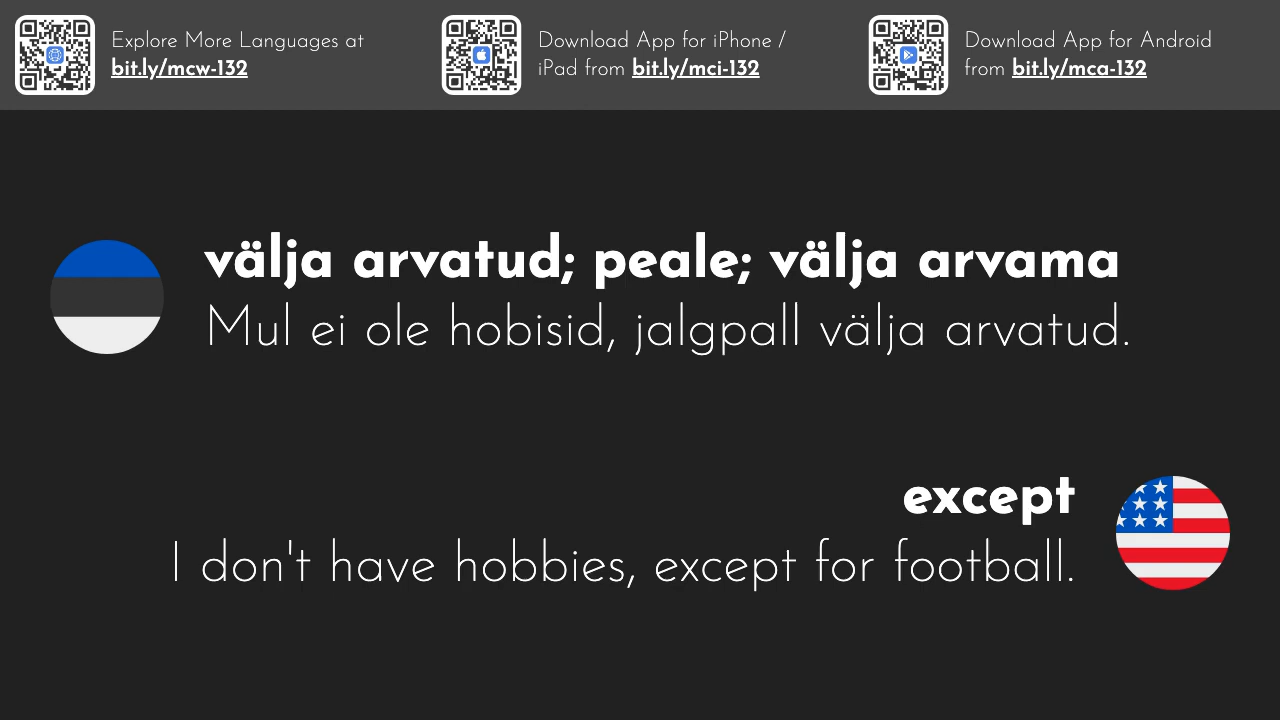 Explore More Languages at
bit.ly/mcw-132
Download App for iPhone /
iPad from bit.ly/mci-132
Download App for Android
from bit.ly/mca-132
välja arvatud; peale; välja arvama
Mul ei ole hobisid, jalgpall välja arvatud.
except
I don't have hobbies, except for football.